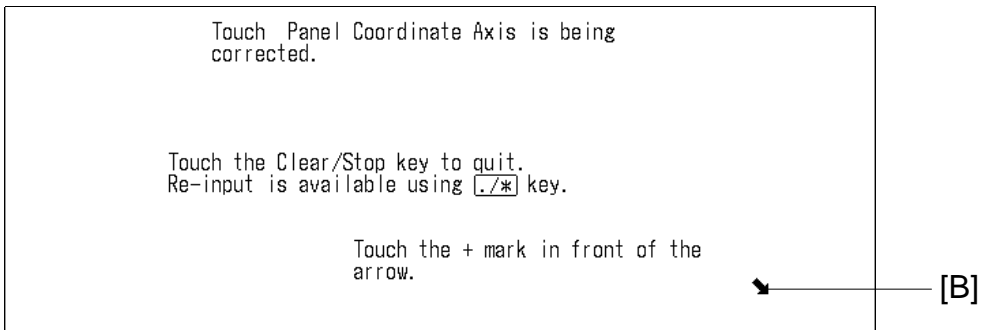 Touch Panel Coordinate Axis is being
corrected.
Touch the Clear/Stop key to quit.
Re-input is available using ./* key.
Touch the + mark in front of the
arrow.
[B]